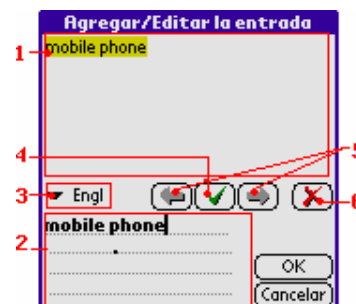 Agregar/Editar la entrada
1
mobile phone
4
5
3
Engl
6
2
mobile phone
OK
Cancelar